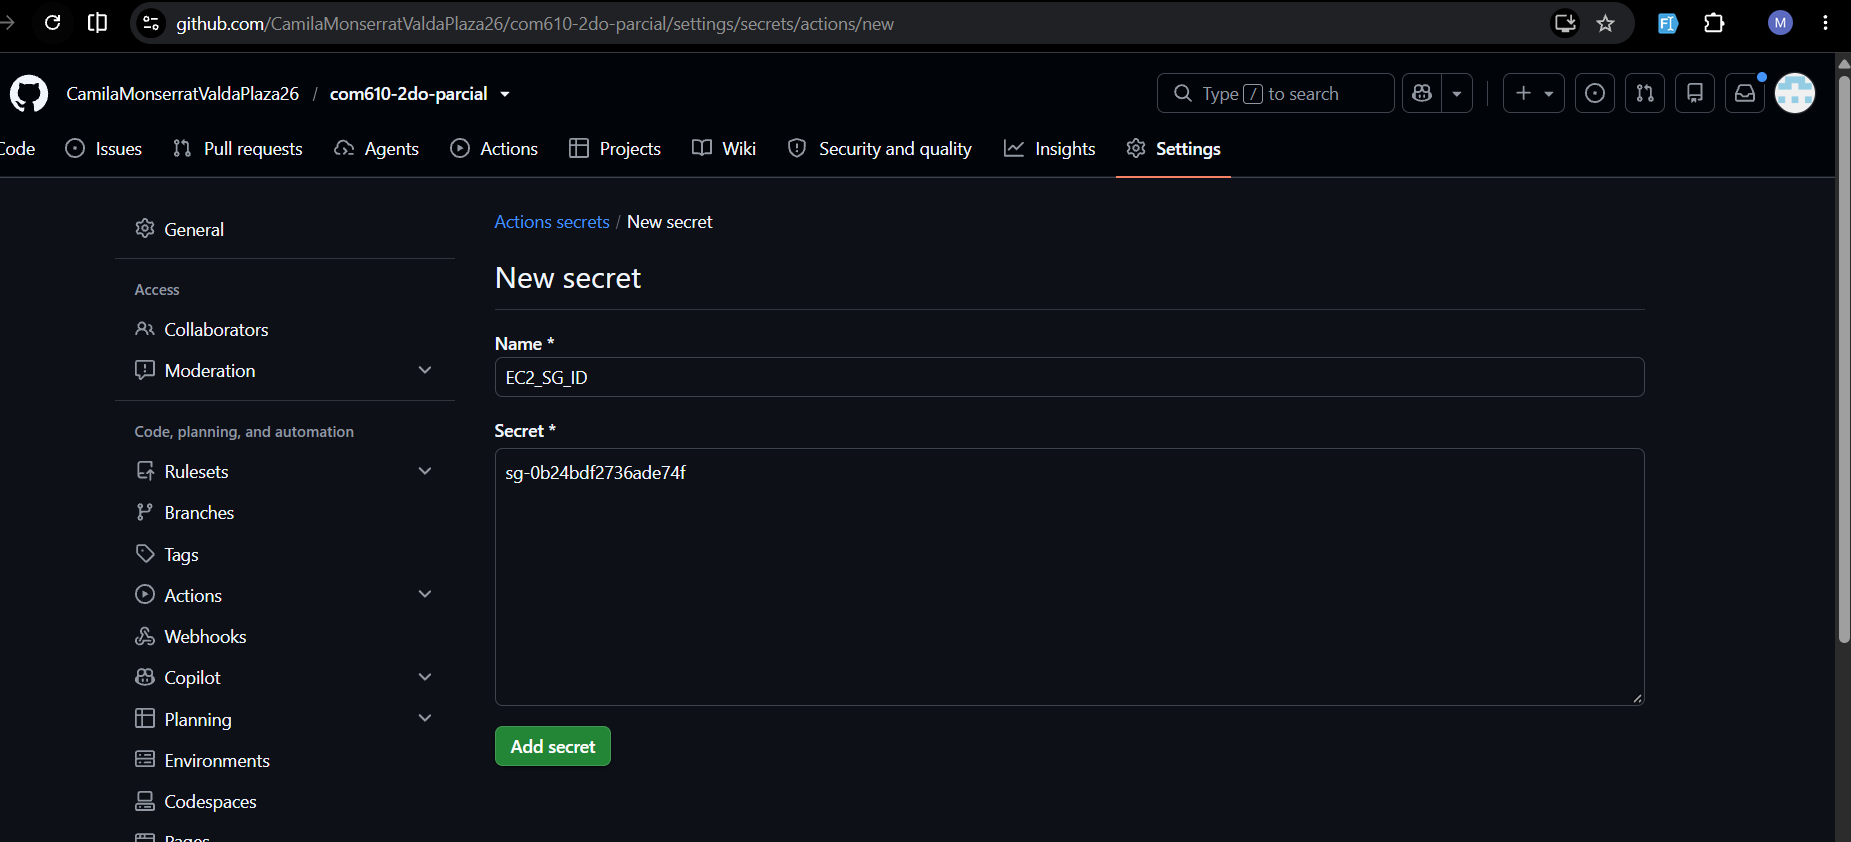 github.com/CamilaMonserratValdaPlaza26/com610-2do-parcial/settings/secrets/actions/new
M
CamilaMonserratValdaPlaza26 / com610-2do-parcial
Type / to search
Code Issues Pull requests Agents Actions Projects Wiki Security and quality Insights Settings
General
Access
Collaborators
Moderation
Code, planning, and automation
Rulesets
Branches
Tags
Actions
Webhooks
Copilot
Planning
Environments
Codespaces
Pages
Actions secrets / New secret
New secret
Name *
EC2_SG_ID
Secret *
sg-0b24bdf2736ade74f
Add secret